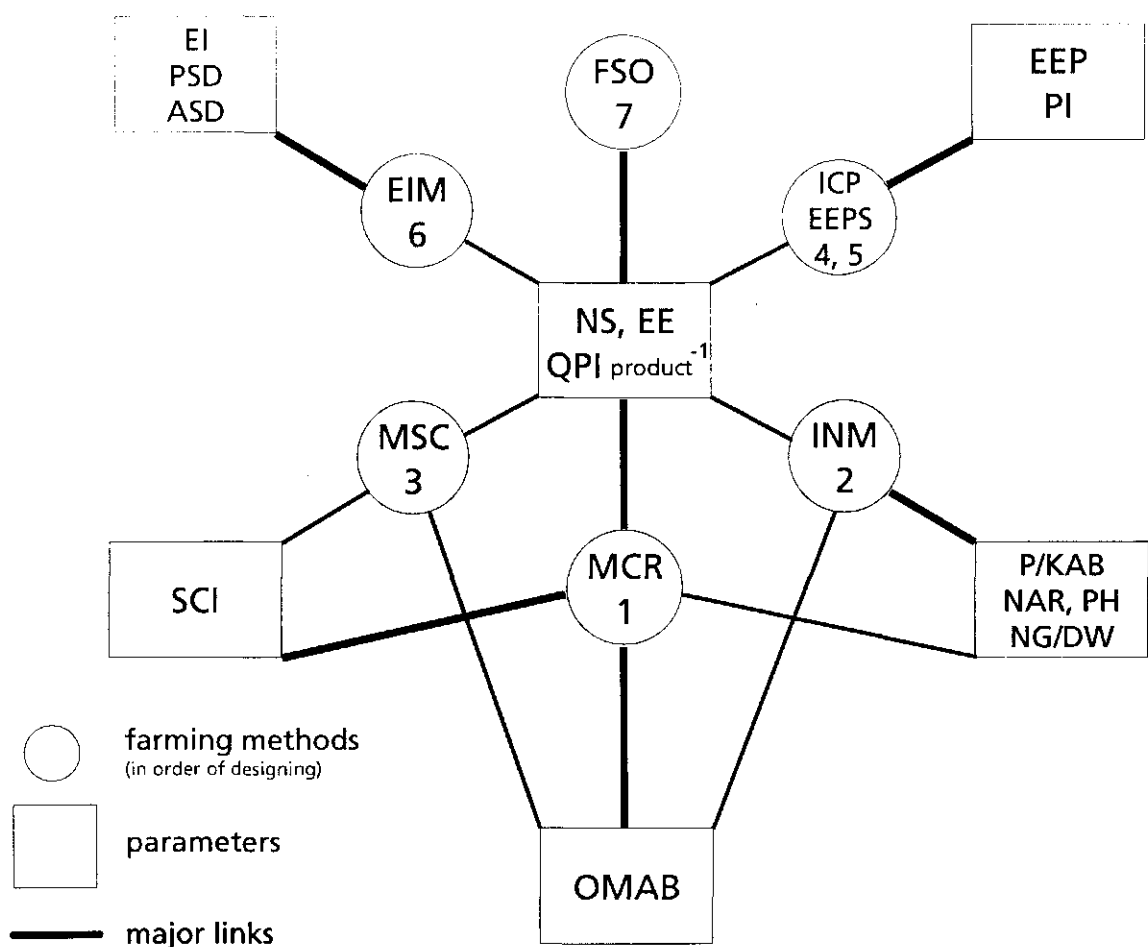 EI
PSD
ASD
FSO
7
EEP
PI
EIM
6
ICP
EEPS
4, 5
NS, EE
QPI product-1
MSC
3
INM
2
SCI
MCR
1
P/KAB
NAR, PH
NG/DW
farming methods
(in order of designing)
parameters
OMAB
major links